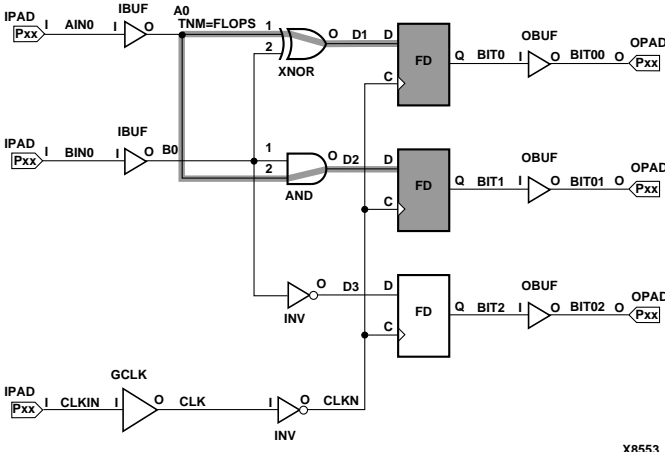 IPAD IBUF A0 OBUF OPAD
TNM=FLOPS
Pxx I AIN0 I O 1 O D1 D Q BIT0 I O BIT00 O Pxx
2 FD
XNOR C
IPAD IBUF OBUF OPAD
Pxx I BIN0 I O B0 1 O D2 D Q BIT1 I O BIT01 O Pxx
2 FD
AND C
OBUF OPAD
O D3 D Q BIT2 I O BIT02 O Pxx
INV FD
C
GCLK
IPAD
Pxx I CLKIN I O CLK I O CLKN
INV
X8553